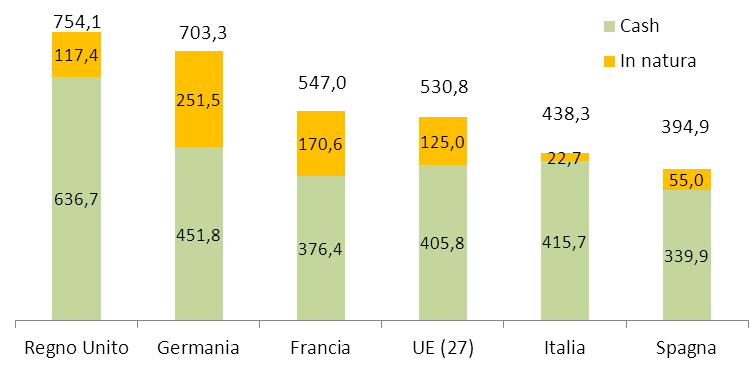 754,1
703,3
547,0
530,8
438,3
394,9
Cash
In natura
117,4
251,5
170,6
125,0
22,7
55,0
636,7
451,8
376,4
405,8
415,7
339,9
Regno Unito
Germania
Francia
UE (27)
Italia
Spagna